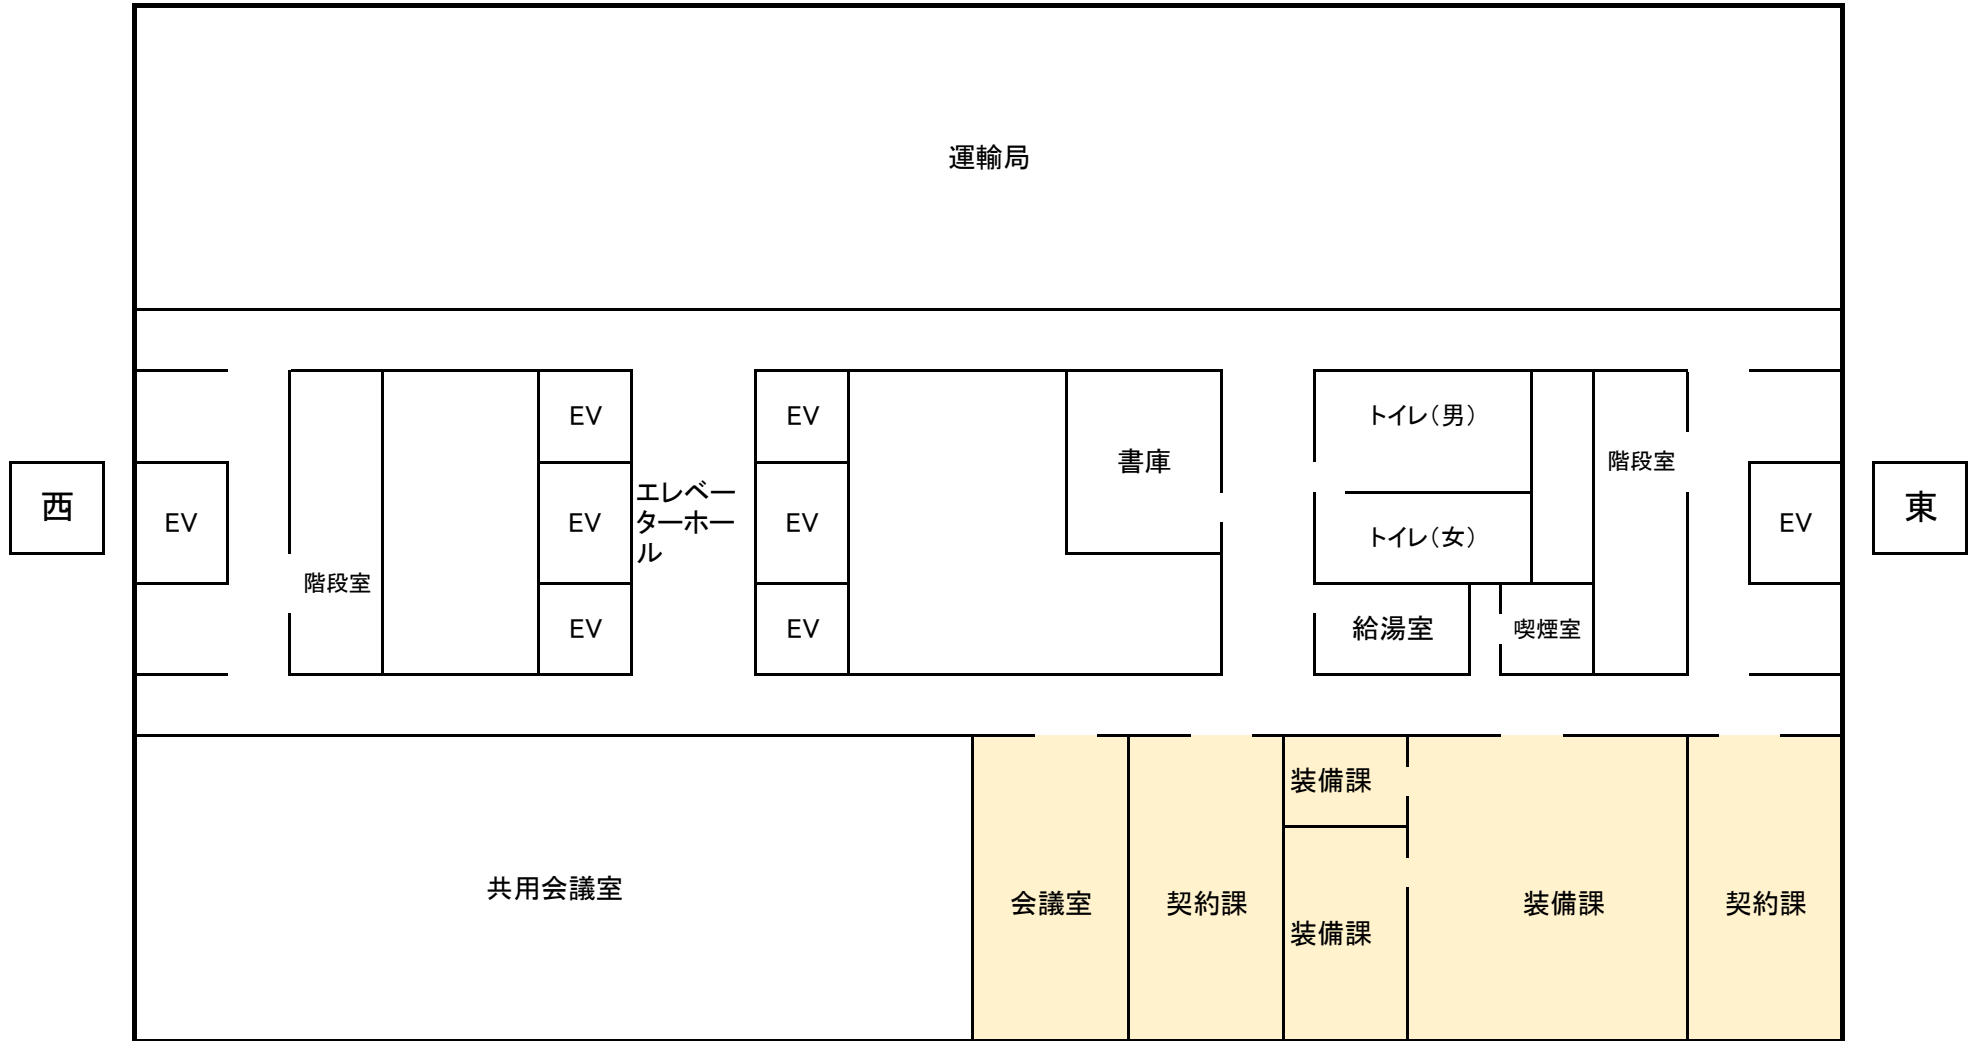 運輸局
EV
EV
トイレ（男）
書庫
階段室
西
EV
EV
エレベー
ターホー
ル
EV
トイレ（女）
EV
東
階段室
EV
EV
給湯室
喫煙室
装備課
共用会議室
会議室
契約課
装備課
装備課
契約課